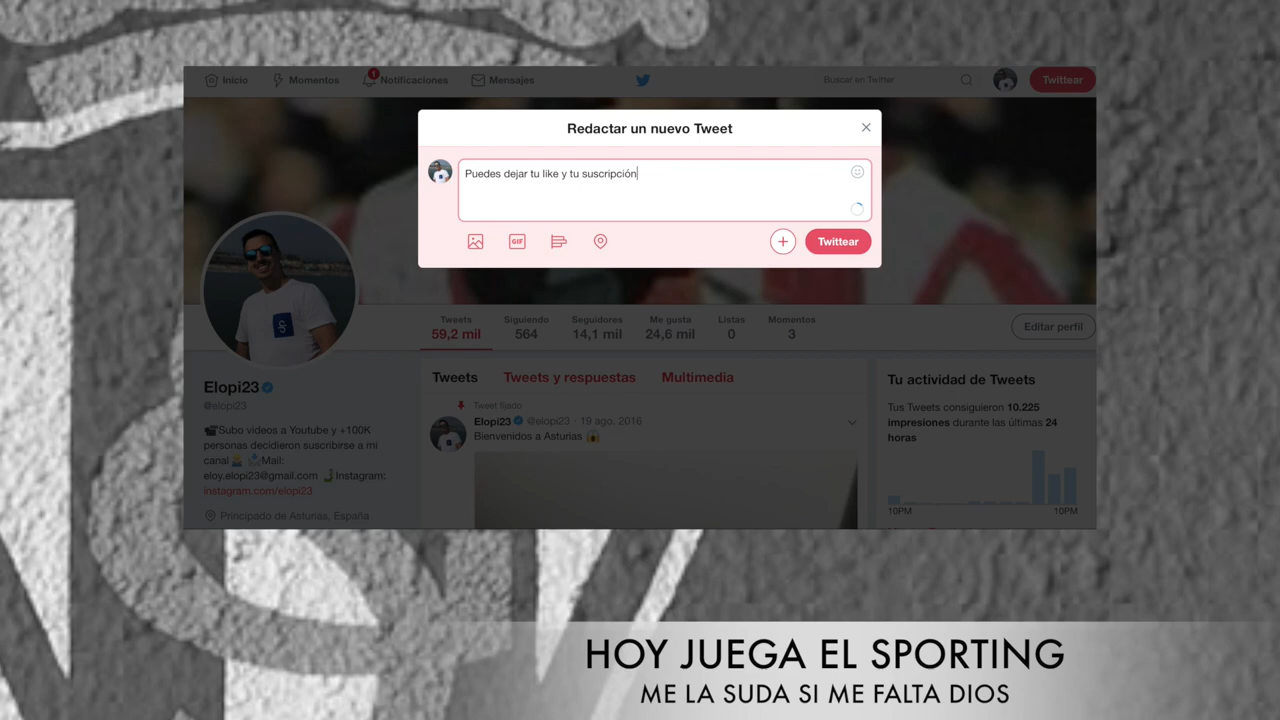 Inicio
Momentos
1
Notificaciones
Mensajes
Buscar en Twitter
Twittear
Redactar un nuevo Tweet
Puedes dejar tu like y tu suscripción
GIF
Twittear
Tweets
59,2 mil
Siguiendo
564
Seguidores
14,1 mil
Me gusta
24,6 mil
Listas
0
Momentos
3
Editar perfil
Elopi23
@elopi23
Subo videos a Youtube y +100K
personas decidieron suscribirse a mi
canal Mail:
eloy.elopi23@gmail.com Instagram:
instagram.com/elopi23
Principado de Asturias, España
Tweets
Tweets y respuestas
Multimedia
Tweet fijado
Elopi23 @elopi23 · 19 ago. 2016
Bienvenidos a Asturias
Tu actividad de Tweets
Tus Tweets consiguieron 10.225
impresiones durante las últimas 24
horas
10PM
10PM
HOY JUEGA EL SPORTING
ME LA SUDA SI ME FALTA DIOS